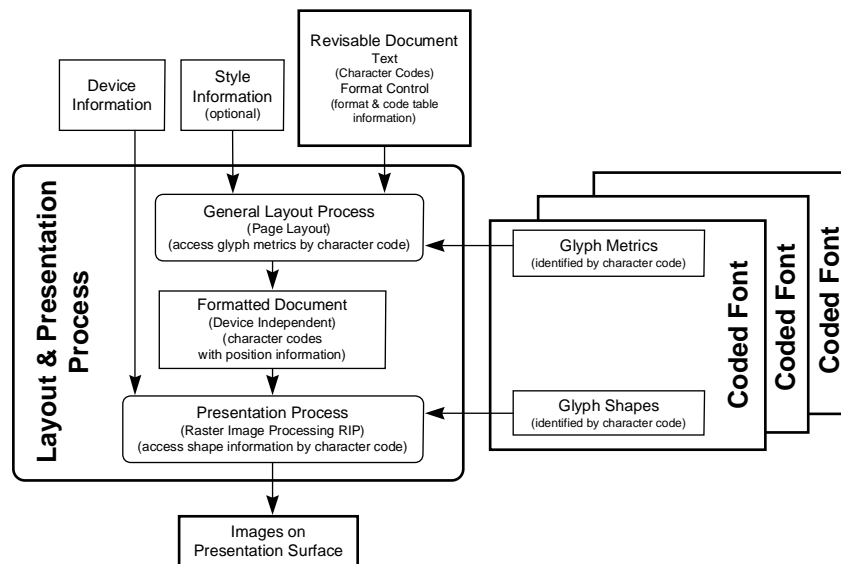 Revisable Document
Text
(Character Codes)
Format Control
(format & code table
information)
Device
Information
Style
Information
(optional)
Layout & Presentation
Process
General Layout Process
(Page Layout)
(access glyph metrics by character code)
Formatted Document
(Device Independent)
(character codes
with position information)
Presentation Process
(Raster Image Processing RIP)
(access shape information by character code)
Images on
Presentation Surface
Glyph Metrics
(identified by character code)
Glyph Shapes
(identified by character code)
Coded Font
Coded Font
Coded Font